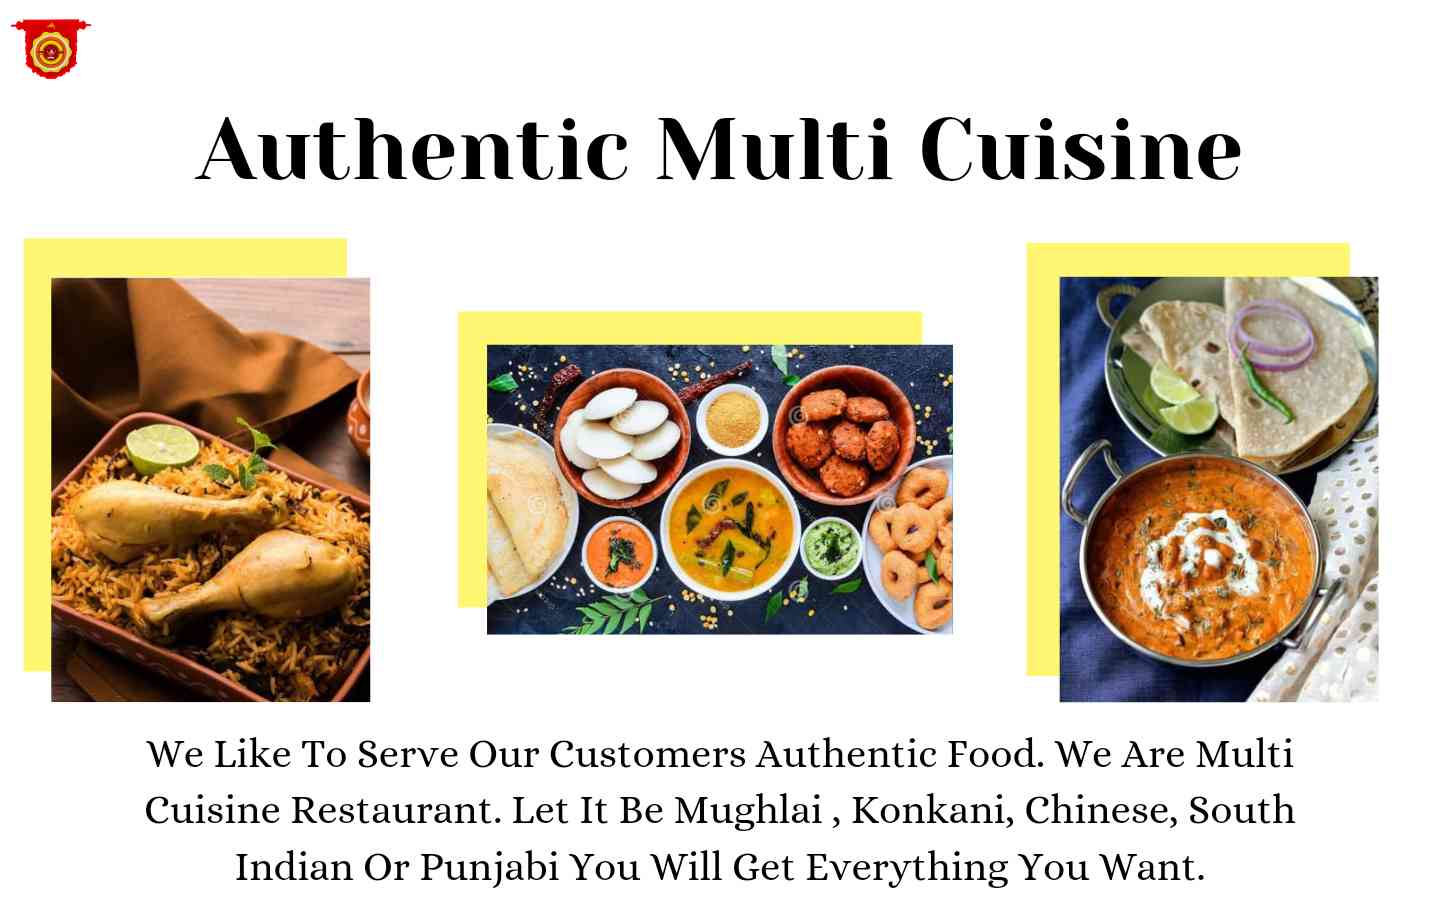 Authentic Multi Cuisine
We Like To Serve Our Customers Authentic Food. We Are Multi
Cuisine Restaurant. Let It Be Mughlai , Konkani, Chinese, South
Indian Or Punjabi You Will Get Everything You Want.